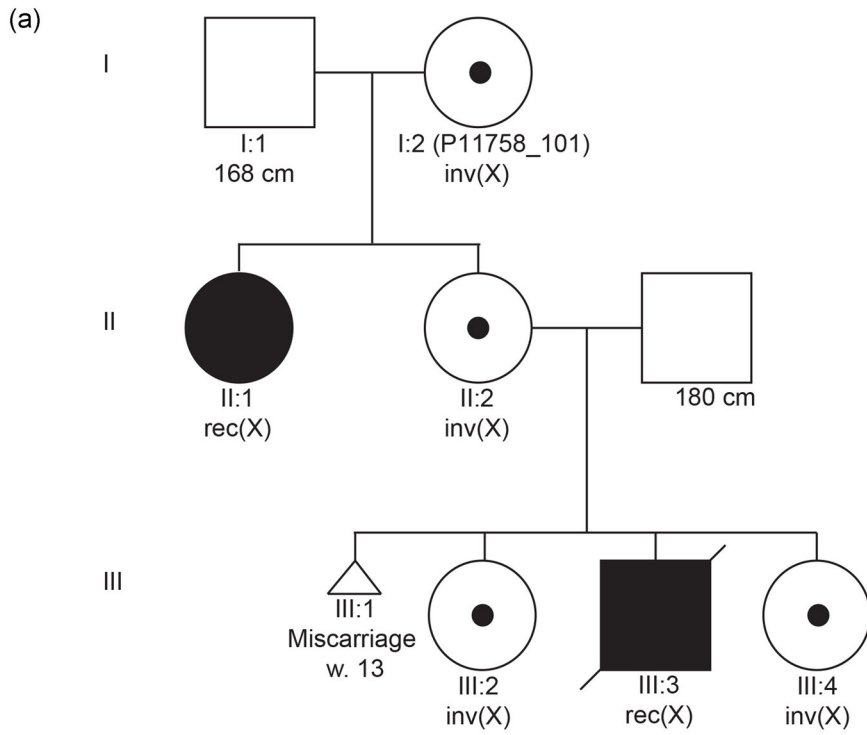 (a)
I
I:1
168 cm
I:2 (P11758_101)
inv(X)
II
II:1
rec(X)
II:2
inv(X)
180 cm
III
III:1
Miscarriage
w. 13
III:2
inv(X)
III:3
rec(X)
III:4
inv(X)